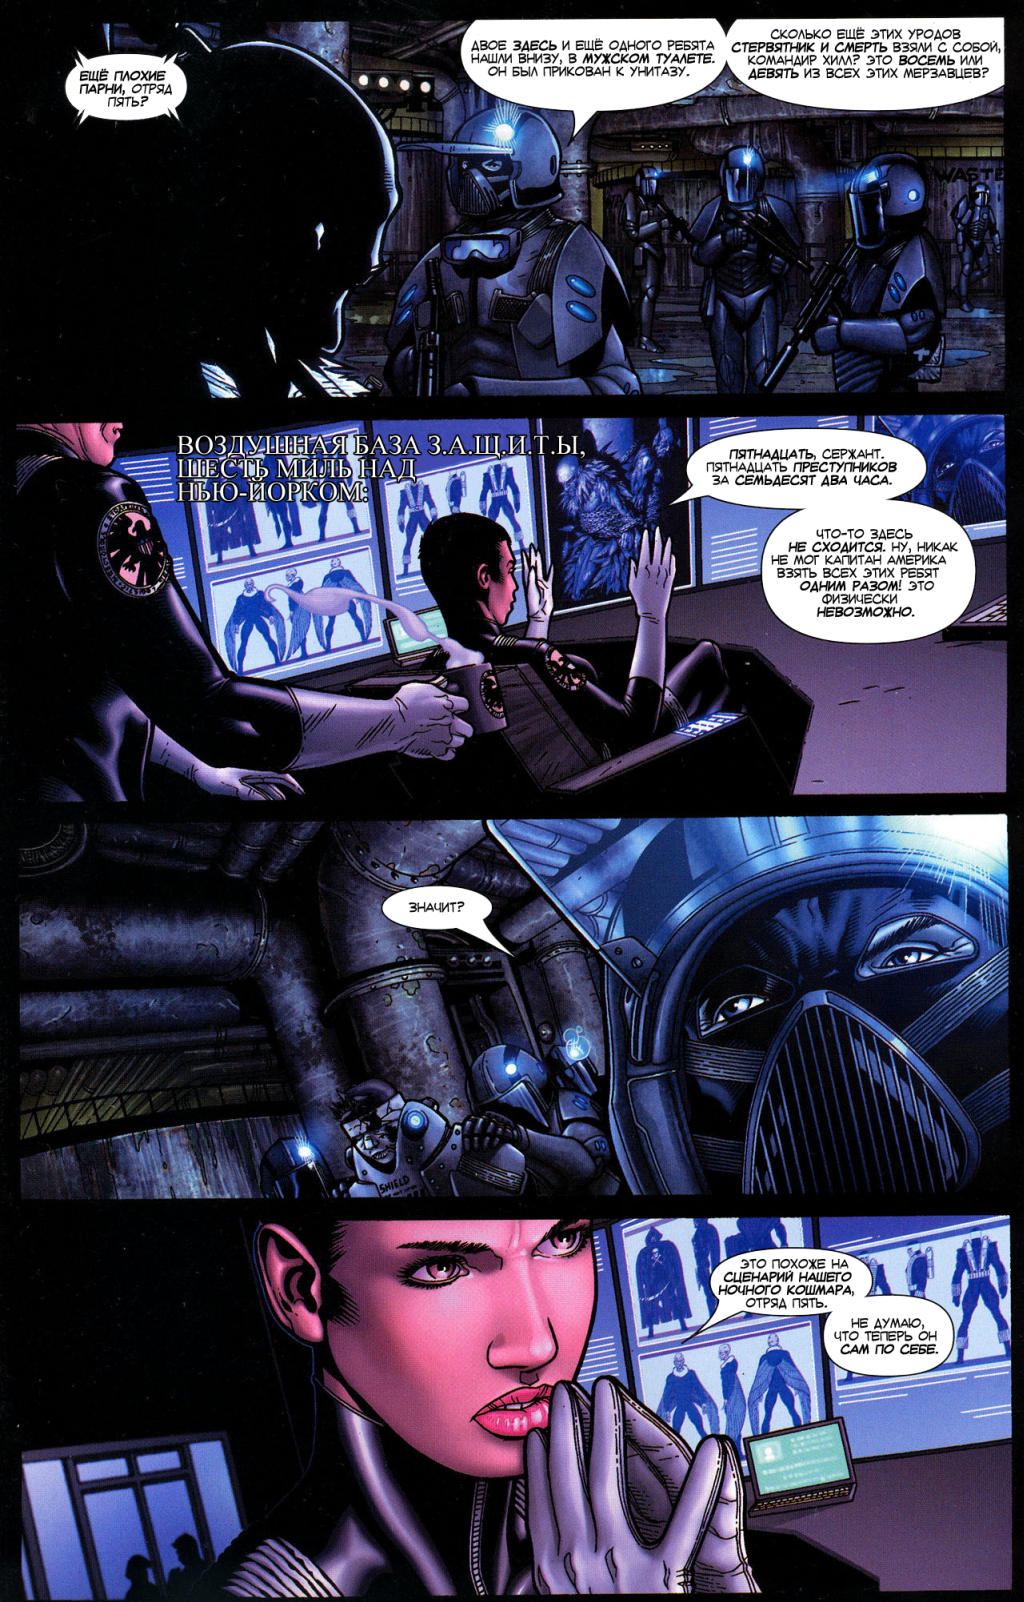 ЕЩЁ ПЛОХИЕ
ПАРНИ, ОТРЯД
ПЯТЬ?
ДВОЕ ЗДЕСЬ И ЕЩЁ ОДНОГО РЕБЯТА
НАШЛИ ВНИЗУ, В МУЖСКОМ ТУАЛЕТЕ.
ОН БЫЛ ПРИКОВАН К УНИТАЗУ.
СКОЛЬКО ЕЩЁ ЭТИХ УРОДОВ
СТЕРВЯТНИК И СМЕРТЬ ВЗЯЛИ С СОБОЙ,
КОМАНДИР ХИЛЛ? ЭТО ВОСЕМЬ ИЛИ
ДЕВЯТЬ ИЗ ВСЕХ ЭТИХ МЕРЗАВЦЕВ?
WASTE
ВОЗДУШНАЯ БАЗА З.А.Щ.И.Т.Ы,
ШЕСТЬ МИЛЬ НАД
НЬЮ-ЙОРКОМ:
ПЯТНАДЦАТЬ, СЕРЖАНТ.
ПЯТНАДЦАТЬ ПРЕСТУПНИКОВ
ЗА СЕМЬДЕСЯТ ДВА ЧАСА.
ЧТО-ТО ЗДЕСЬ
НЕ СХОДИТСЯ. НУ, НИКАК
НЕ МОГ КАПИТАН АМЕРИКА
ВЗЯТЬ ВСЕХ ЭТИХ РЕБЯТ
ОДНИМ РАЗОМ! ЭТО
ФИЗИЧЕСКИ
НЕВОЗМОЖНО.
ЗНАЧИТ?
SHIELD
ЭТО ПОХОЖЕ НА
СЦЕНАРИЙ НАШЕГО
НОЧНОГО КОШМАРА,
ОТРЯД ПЯТЬ.
НЕ ДУМАЮ,
ЧТО ТЕПЕРЬ ОН
САМ ПО СЕБЕ.